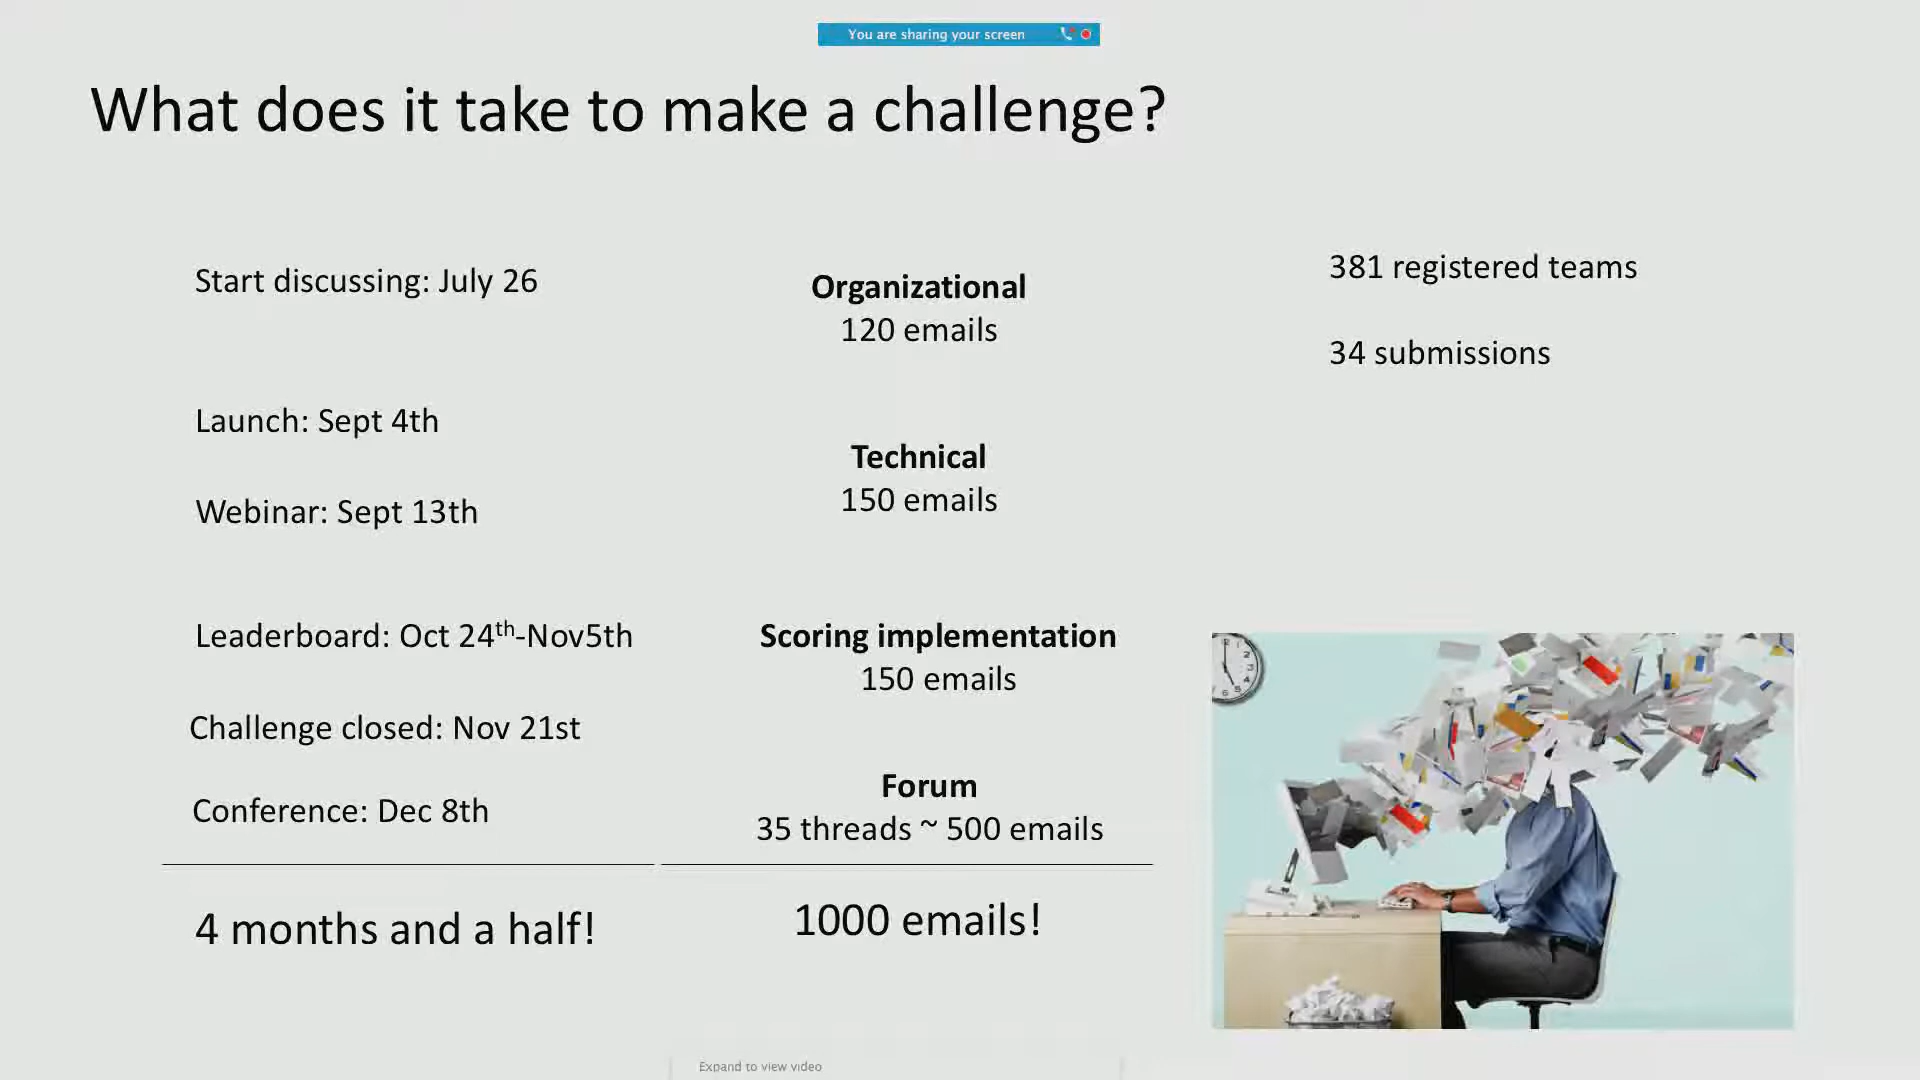 You are sharing your screen
What does it take to make a challenge?
Start discussing: July 26
Launch: Sept 4th
Webinar: Sept 13th
Leaderboard: Oct 24th-Nov5th
Challenge closed: Nov 21st
Conference: Dec 8th
4 months and a half!
Organizational
120 emails
Technical
150 emails
Scoring implementation
150 emails
Forum
35 threads ~ 500 emails
1000 emails!
381 registered teams
34 submissions
Expand to view video